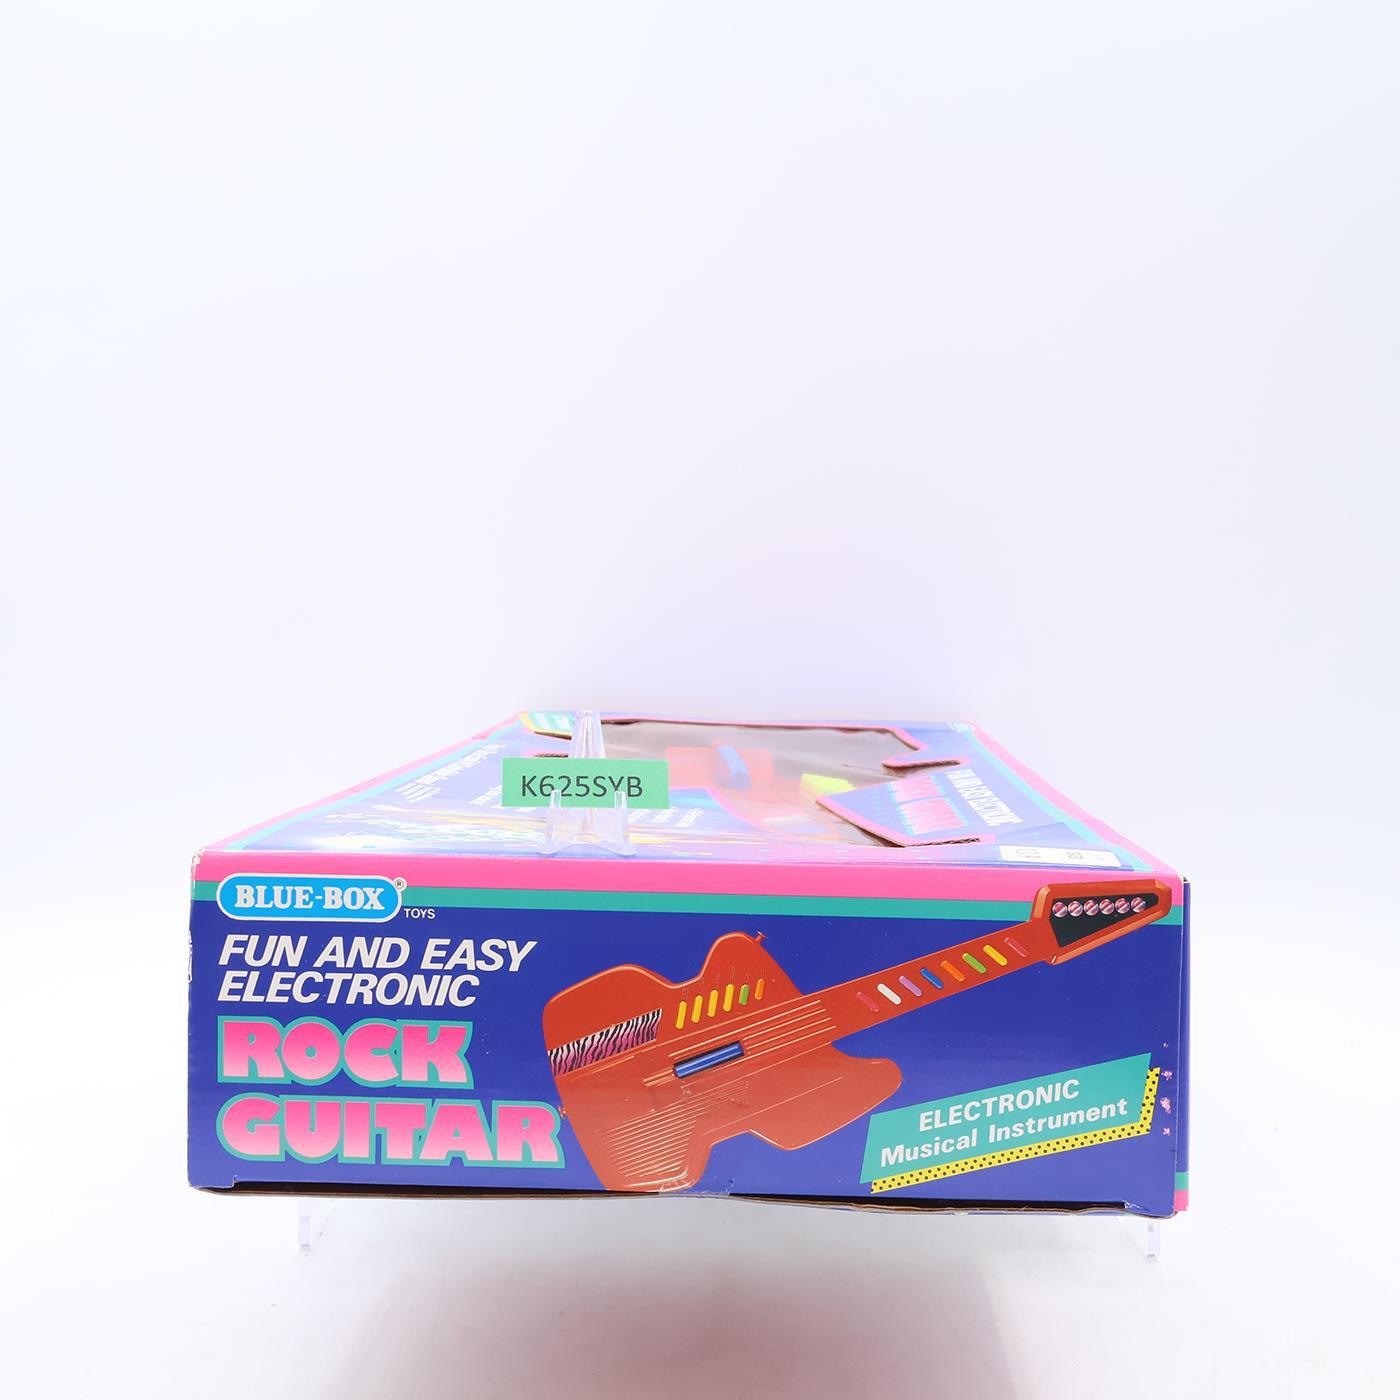 K625SYB
BLUE-BOX®
TOYS
FUN AND EASY
ELECTRONIC
ROCK
GUITAR
ELECTRONIC
Musical Instrument